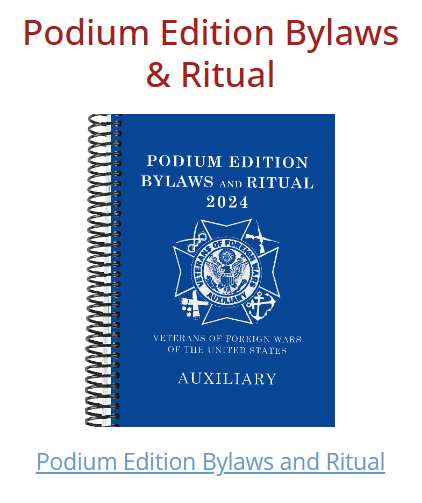 Podium Edition Bylaws
& Ritual
PODIUM EDITION
BYLAWS AND RITUAL
2024
VETERANS OF FOREIGN WARS
AUXILIARY
VETERANS OF FOREIGN WARS
OF THE UNITED STATES
AUXILIARY
Podium Edition Bylaws and Ritual